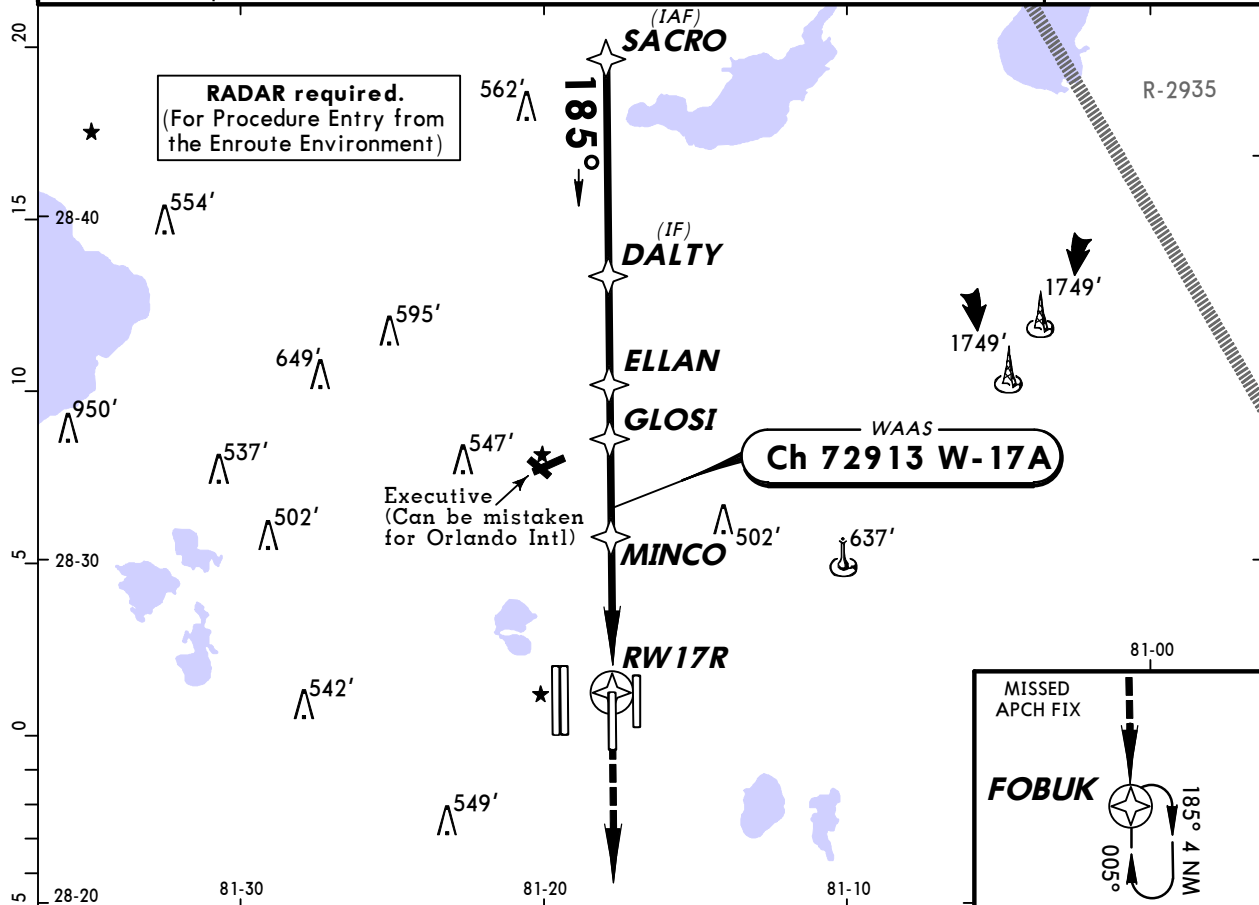 20
(IAF)
SACRO
RADAR required.
(For Procedure Entry from
the Enroute Environment)
562'
185°
R-2935
15
554'
28-40
(IF)
DALTY
1749'
595'
1749'
649'
ELLAN
10
950'
GLOSI
WAAS
Ch 72913 W-17A
537'
547'
Executive
(Can be mistaken
for Orlando Intl)
502'
502'
637'
5
28-30
MINCO
RW17R
81-00
542'
MISSED
APCH FIX
0
FOBUK
185° 4 NM
005°
549'
5
28-20
81-30
81-20
81-10